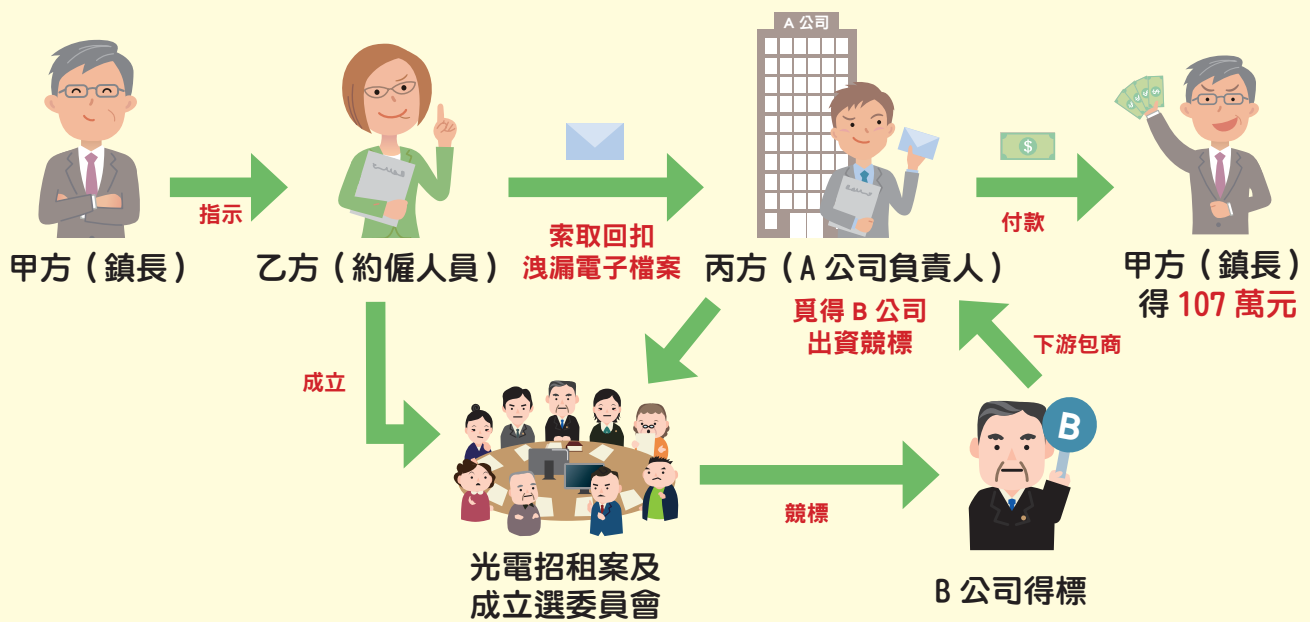 A 公司
指示
索取回扣
洩漏電子檔案
付款
甲方（鎮長）
乙方（約僱人員）
丙方（A 公司負責人）
甲方（鎮長）
得 107 萬元
覓得 B 公司
出資競標
下游包商
成立
B
競標
光電招租案及
成立選委員會
B 公司得標